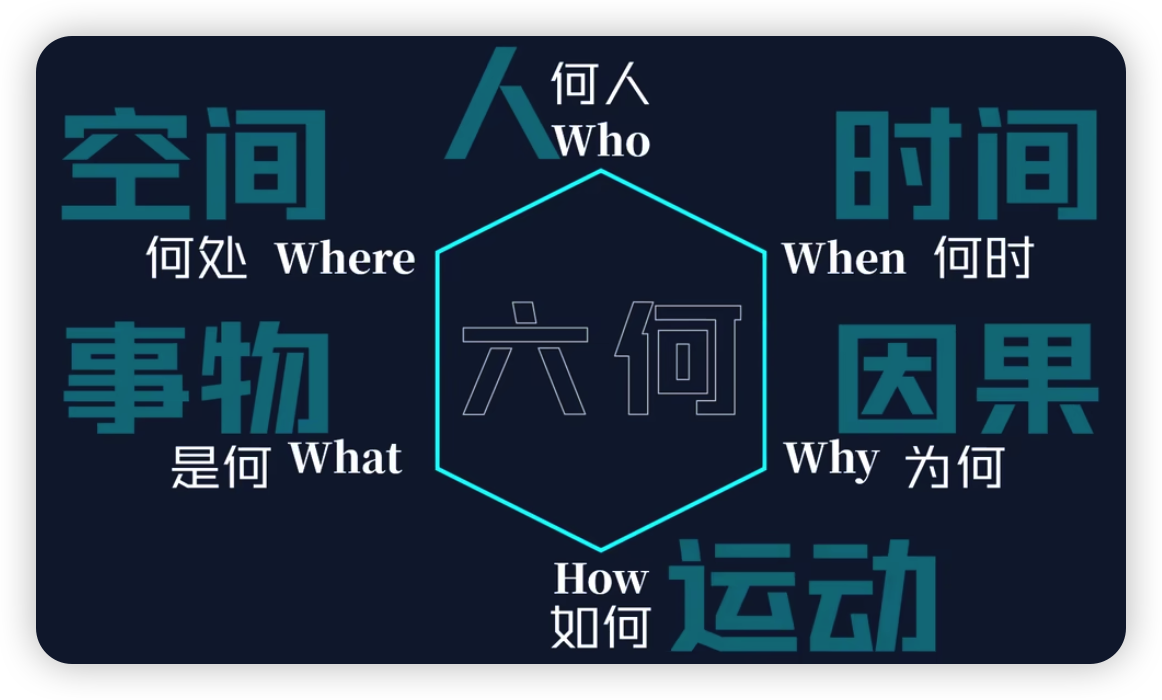 人
何人
Who
空间
何处 Where
时间
When 何时
六何
事物
是何 What
因果
Why 为何
How
如何
运动